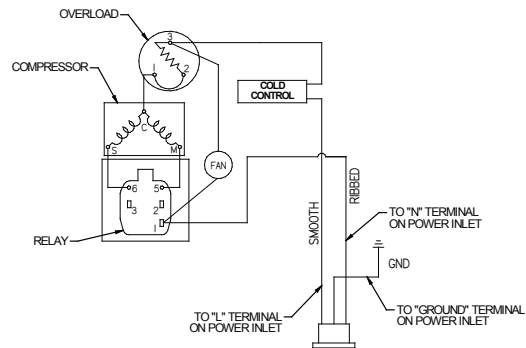 OVERLOAD
3
1
2
COMPRESSOR
COLD
CONTROL
C
S
M
FAN
6
5
3
2
1
RELAY
SMOOTH
RIBBED
TO "N" TERMINAL
ON POWER INLET
GND
TO "L" TERMINAL
ON POWER INLET
TO "GROUND" TERMINAL
ON POWER INLET